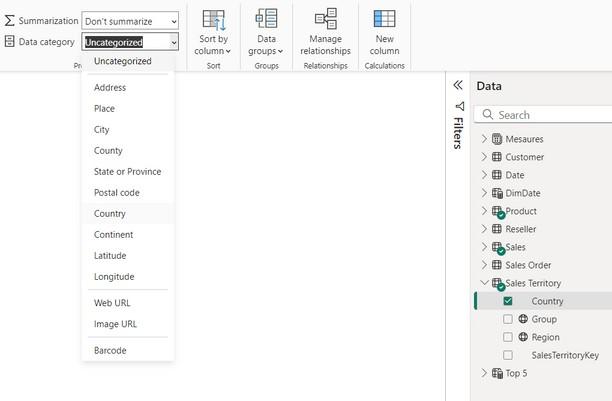 Summarization
Don't summarize
Data category
Uncategorized
Sort by
column
Data
groups
Manage
relationships
New
column
Pr
Sort
Groups
Relationships
Calculations
Uncategorized
Address
Place
City
County
State or Province
Postal code
Country
Continent
Latitude
Longitude
Web URL
Image URL
Barcode
Filters
Data
Search
Mesaures
Customer
Date
DimDate
Product
Reseller
Sales
Sales Order
Sales Territory
Country
Group
Region
SalesTerritoryKey
Top 5